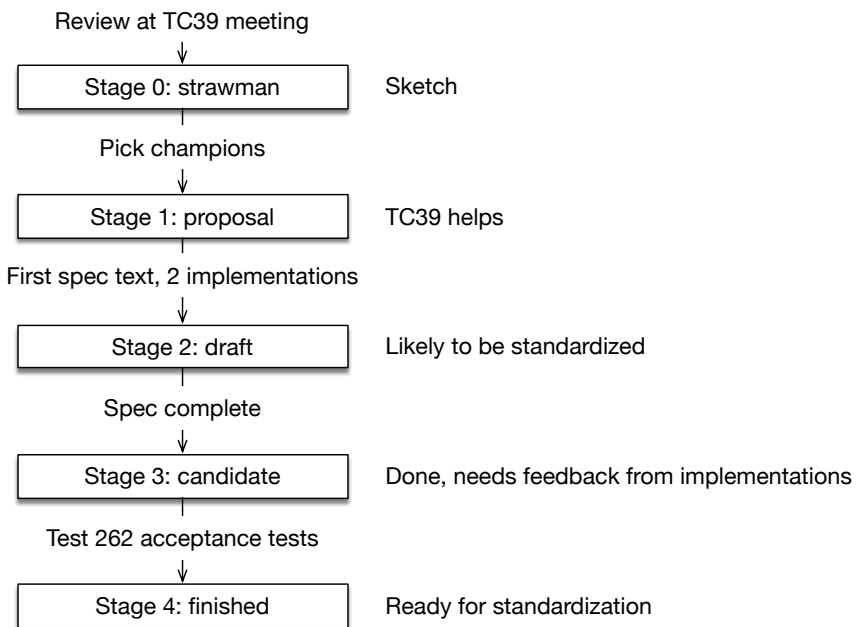 Review at TC39 meeting
Stage 0: strawman
Sketch
Pick champions
Stage 1: proposal
TC39 helps
First spec text, 2 implementations
Stage 2: draft
Likely to be standardized
Spec complete
Stage 3: candidate
Done, needs feedback from implementations
Test 262 acceptance tests
Stage 4: finished
Ready for standardization